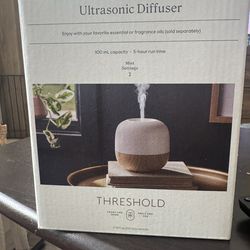 Ultrasonic Diffuser
Enjoy with your favorite essential or fragrance oils (sold separately)
100 mL capacity • 5-hour run time
Mist
Settings
2
THRESHOLD